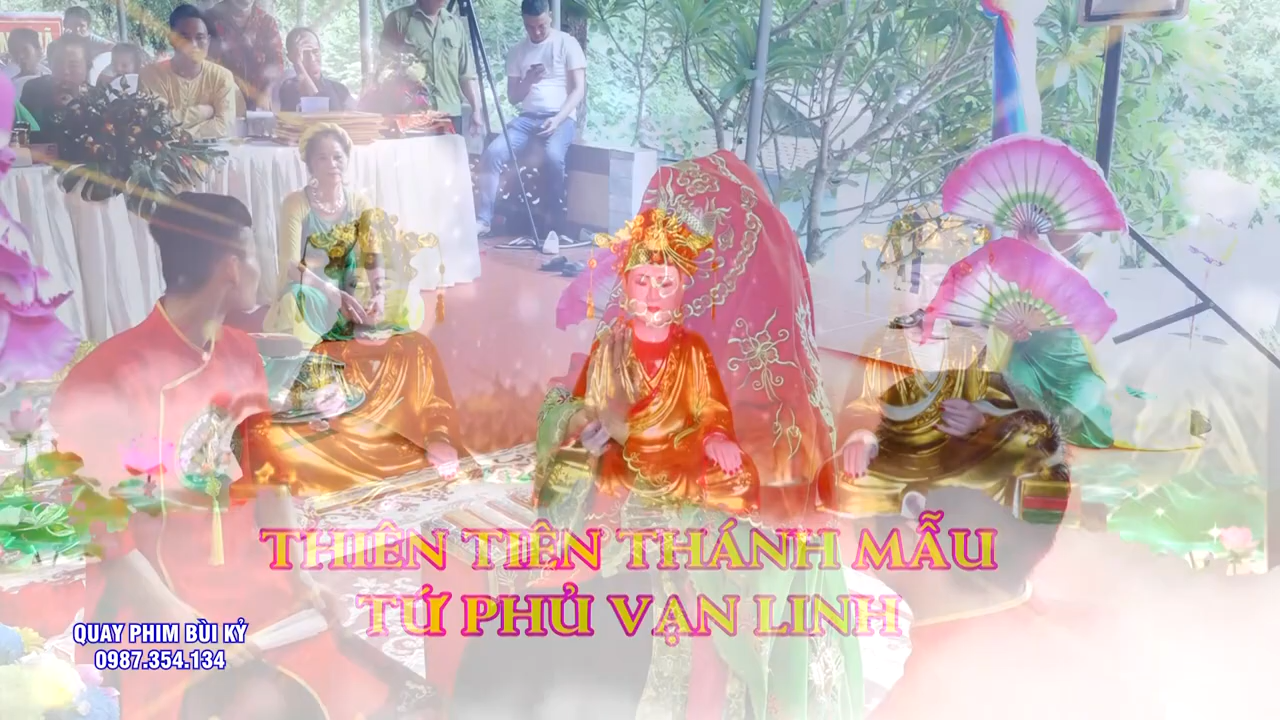 THIÊN TIÊN THÁNH MẪU
TỨ PHỦ VẠN LINH
QUAY PHIM BÙI KỶ
0987.354.134